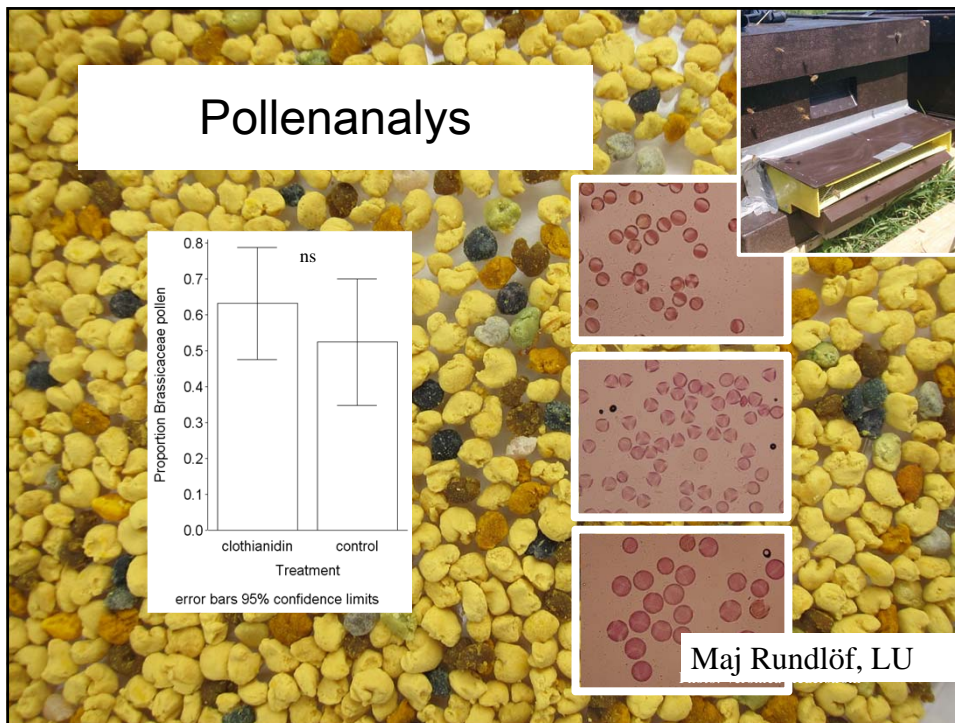 Pollenanalys
ns
Proportion Brassicaceae pollen
0.8
0.7
0.6
0.5
0.4
0.3
0.2
0.1
0.0
clothianidin control
Treatment
error bars 95% confidence limits
Maj Rundlöf, LU